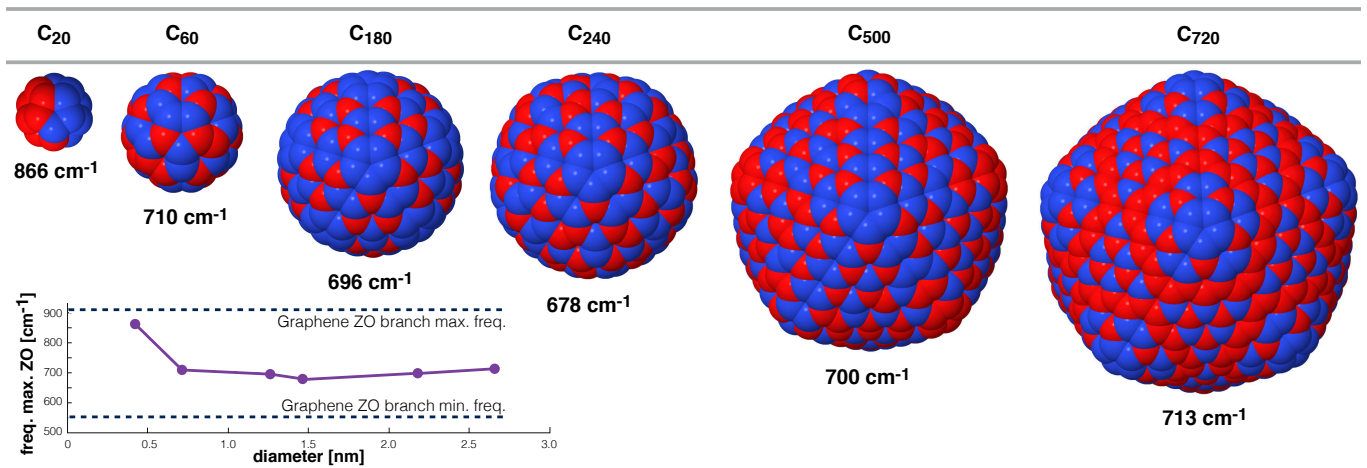 C20 C60 C180 C240 C500 C720
866 cm-1
710 cm-1
696 cm-1
678 cm-1
700 cm-1
713 cm-1
freq. max. ZO [cm-1]
900
800
700
600
500
Graphene ZO branch max. freq.
Graphene ZO branch min. freq.
0 0.5 1.0 1.5 2.0 2.5 3.0
diameter [nm]